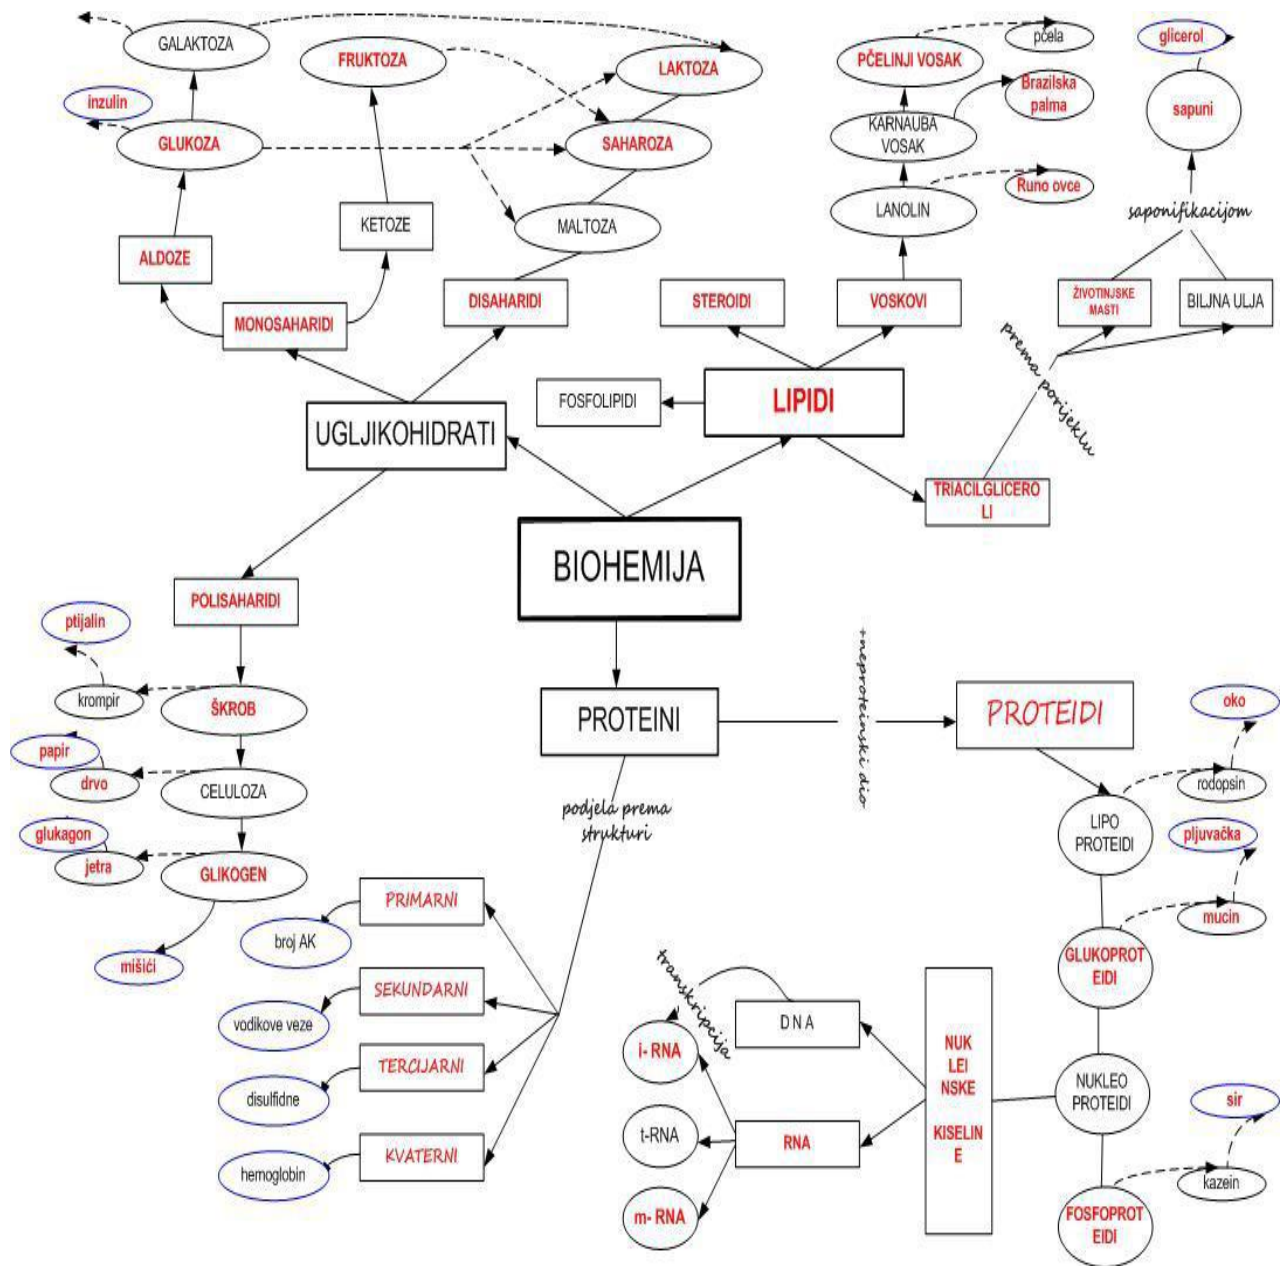 GALAKTOZA
FRUKTOZA
LAKTOZA
PČELINJI VOSAK
pčela
glicerol
inzulin
GLUKOZA
SAHAROZA
KARNAUBA
VOSAK
Brazilska
palma
sapuni
ALDOZE
KETOZE
MALTOZA
LANOLIN
Runo ovce
saponifikacijom
MONOSAHARIDI
DISAHARIDI
STEROIDI
VOSKOVI
ŽIVOTINJSKE
MASTI
BILJNA ULJA
prema porijeklu
FOSFOLIPIDI
LIPIDI
UGLJIKOHIDRATI
TRIACILGLICERO
LI
BIOHEMIJA
POLISAHARIDI
ptijalin
krompir
ŠKROB
PROTEINI
+neproteinski dio
PROTEIDI
oko
papir
drvo
CELULOZA
rodopsin
podjela prema
strukturi
LIPO
PROTEIDI
glukagon
jetra
GLIKOGEN
pljuvačka
mucin
mišići
PRIMARNI
broj AK
GLUKOPROT
EIDI
SEKUNDARNI
vodikove veze
transkripcija
DNA
i- RNA
NUK
LEI
NSKE
KISELIN
E
TERCIJARNI
disulfidne
NUKLEO
PROTEIDI
sir
t-RNA
RNA
KVATERNI
hemoglobin
kazein
m- RNA
FOSFOPROT
EIDI